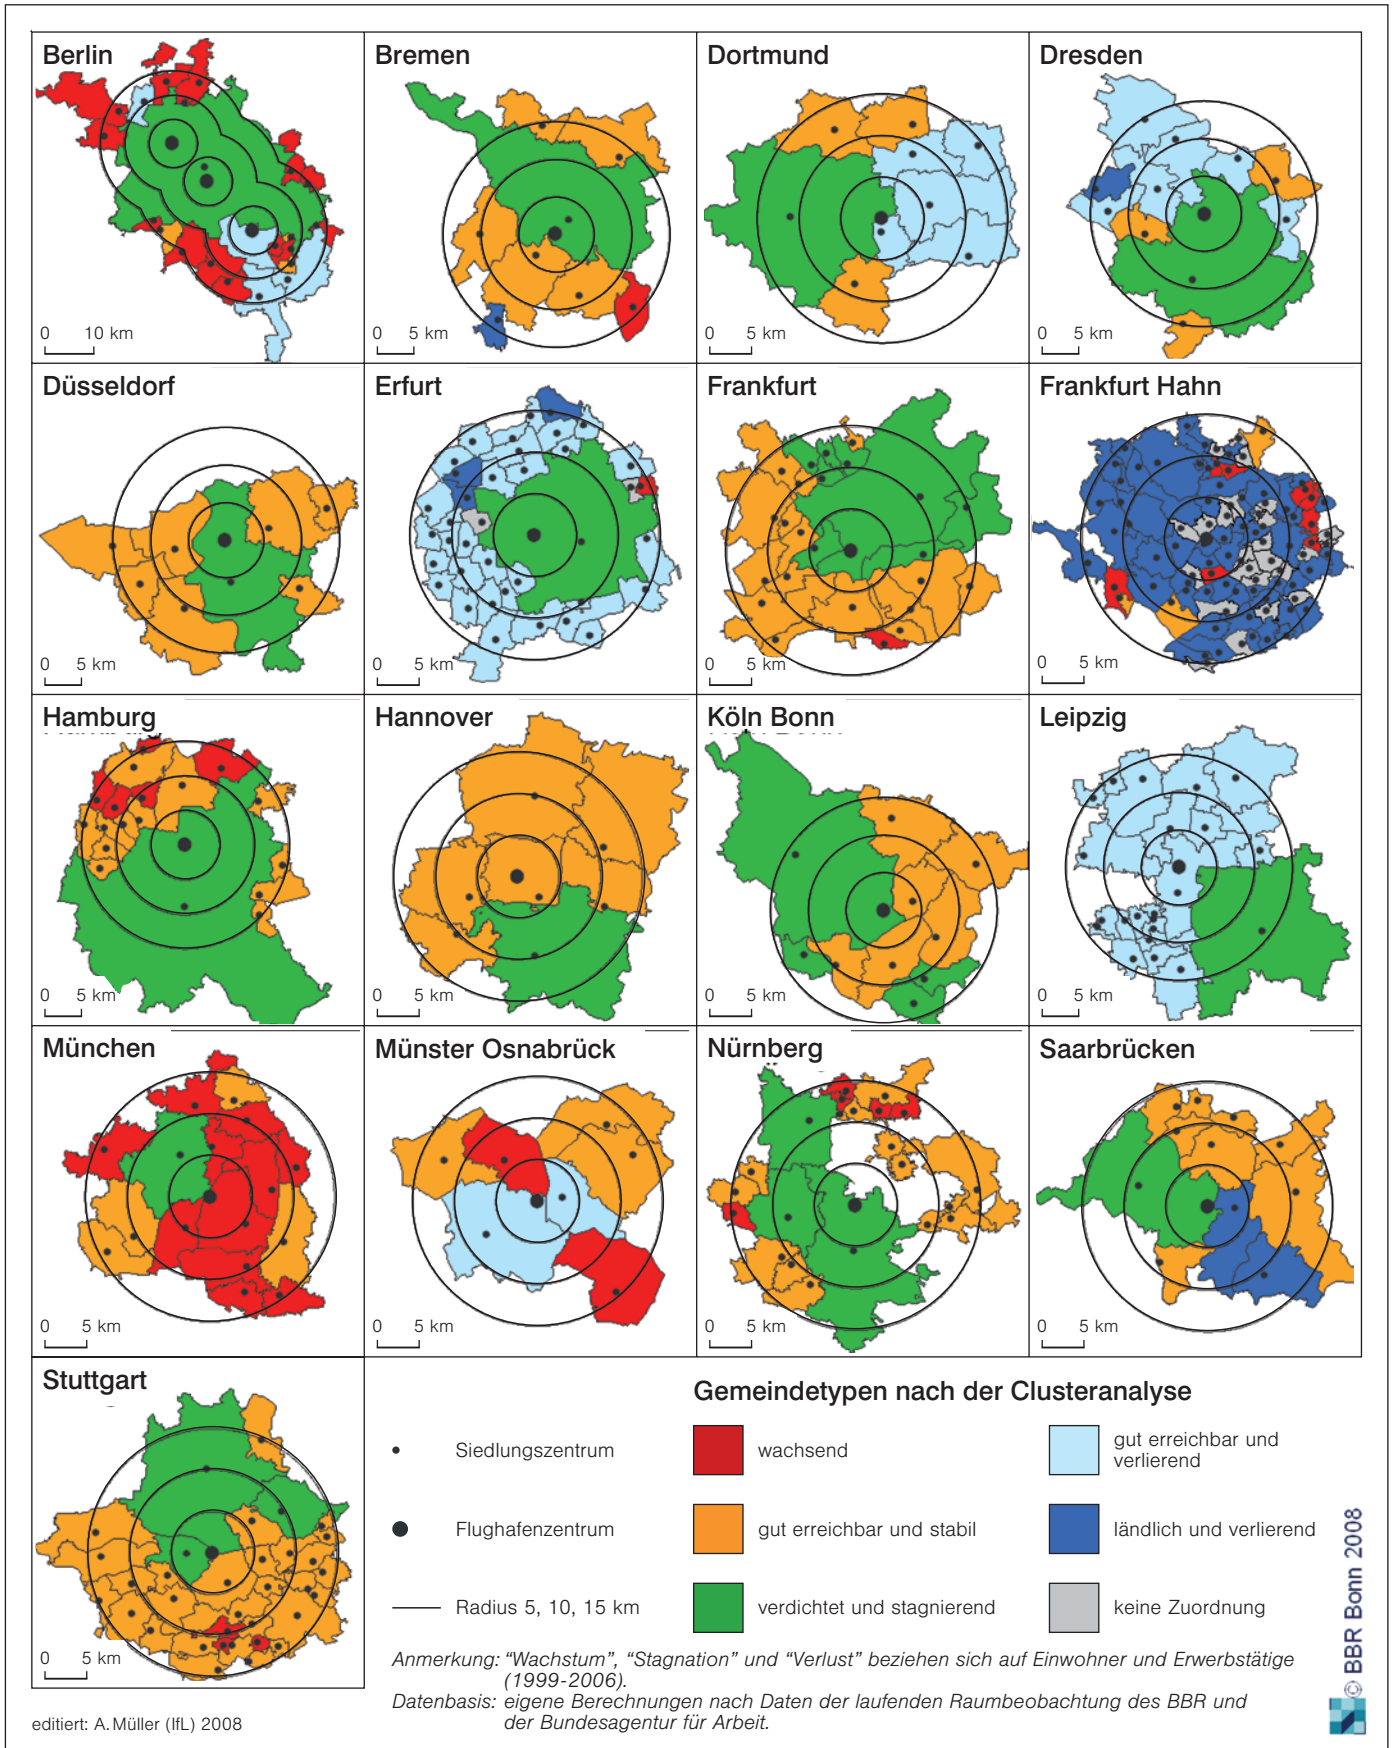 Berlin
0 10 km
Bremen
0 5 km
Dortmund
0 5 km
Dresden
0 5 km
Düsseldorf
0 5 km
Erfurt
0 5 km
Frankfurt
0 5 km
Frankfurt Hahn
0 5 km
Hamburg
0 5 km
Hannover
0 5 km
Köln Bonn
0 5 km
Leipzig
0 5 km
München
0 5 km
Münster Osnabrück
0 5 km
Nürnberg
0 5 km
Saarbrücken
0 5 km
Stuttgart
0 5 km
Gemeindetypen nach der Clusteranalyse
Siedlungszentrum
Flughafenzentrum
Radius 5, 10, 15 km
wachsend
gut erreichbar und stabil
verdichtet und stagnierend
gut erreichbar und
verlierend
ländlich und verlierend
keine Zuordnung
Anmerkung: “Wachstum”, “Stagnation” und “Verlust” beziehen sich auf Einwohner und Erwerbstätige
(1999-2006).
Datenbasis: eigene Berechnungen nach Daten der laufenden Raumbeobachtung des BBR und
der Bundesagentur für Arbeit.
editiert: A. Müller (IfL) 2008
© BBR Bonn 2008